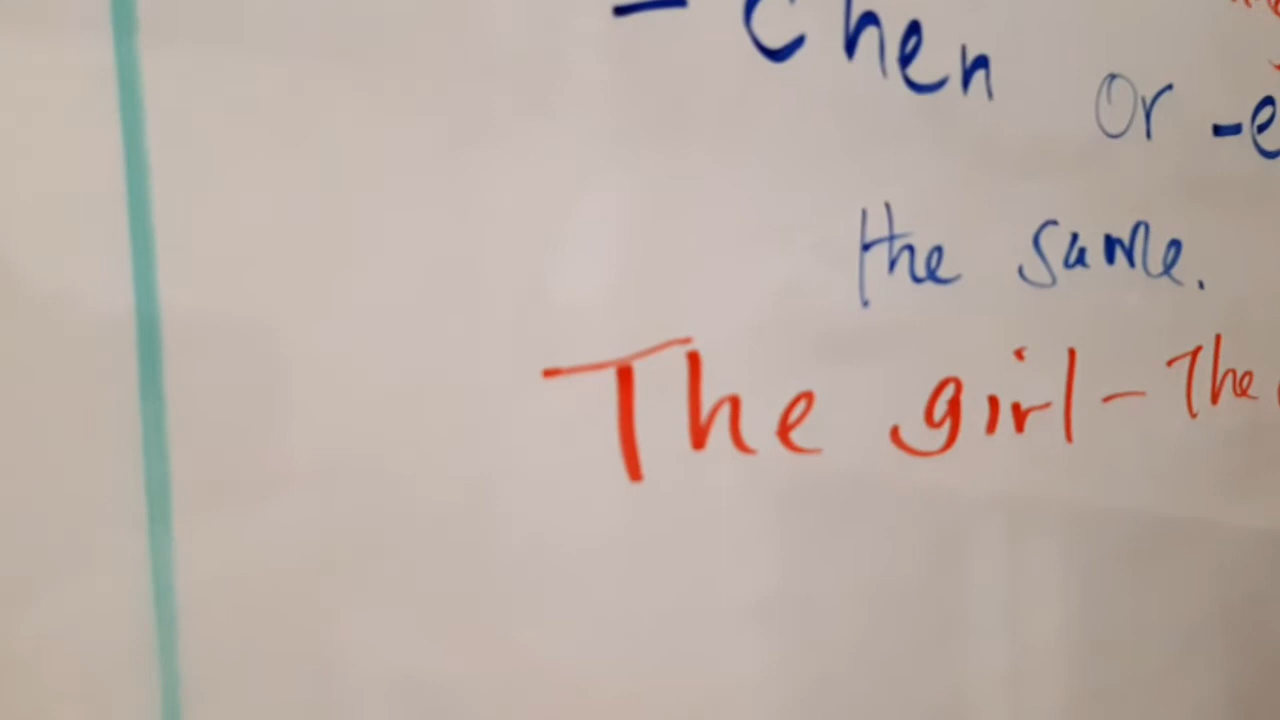 -chen or -e
the same.
The girl - The